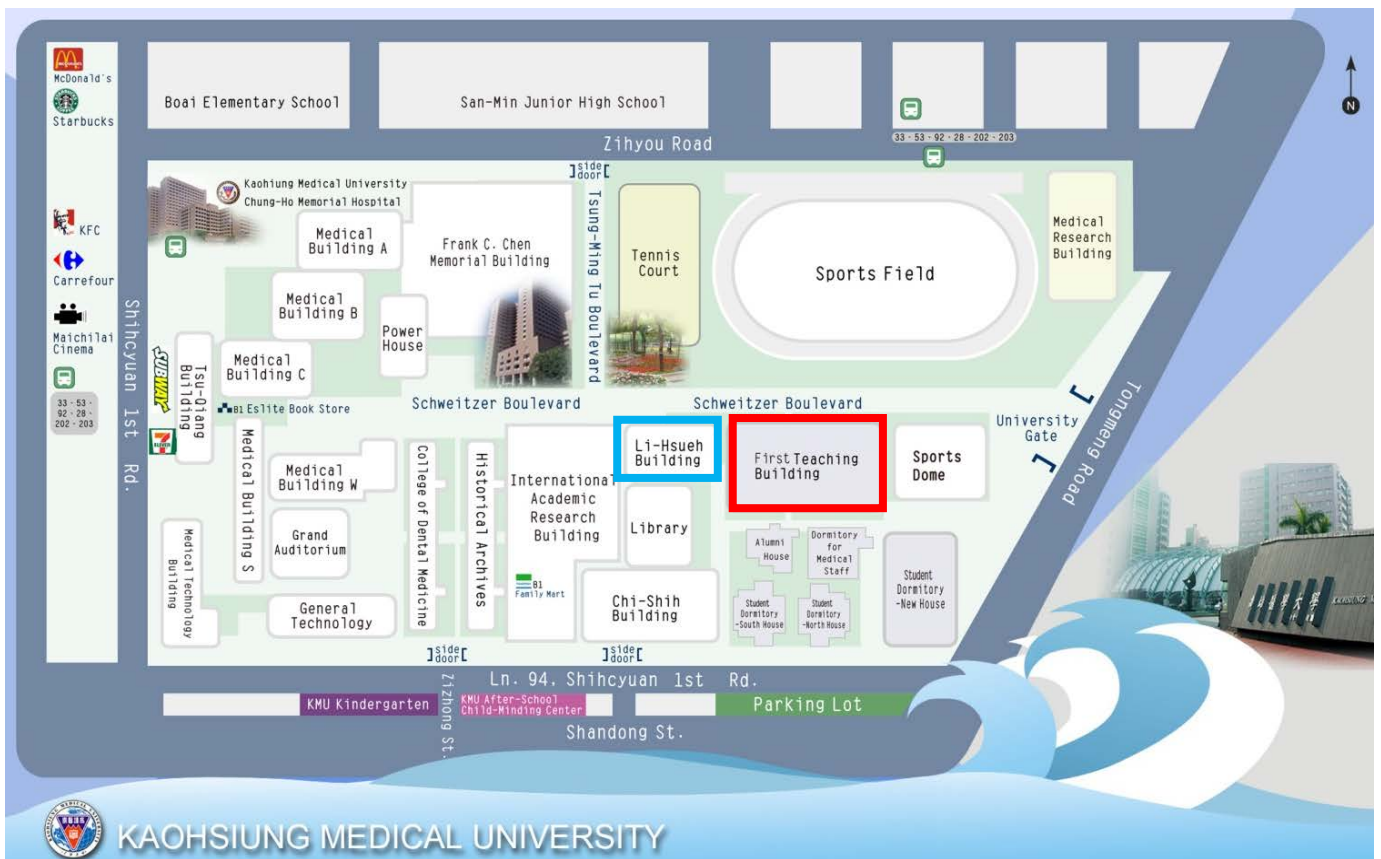 McDonald's
Starbucks
KFC
Carrefour
Maichilai
Cinema
33 - 53 -
92 - 28 -
202 - 203
Boai Elementary School
San-Min Junior High School
33 - 53 - 92 - 28 - 202 - 203
N
Zihyou Road
Shihcyuan 1st Rd.
Kaohiung Medical University
Chung-Ho Memorial Hospital
Medical
Building A
Frank C. Chen
Memorial Building
side
door
Tsung-Ming Tu Boulevard
Tennis
Court
Sports Field
Medical
Research
Building
Medical
Building B
Power
House
Medical
Building C
SUBWAY
Tsu-Qiang
Building
7
ELEVEN
B1 Eslite Book Store
Schweitzer Boulevard
Schweitzer Boulevard
University
Gate
Tongmeng Road
Medical Building S
Medical
Building W
College of Dental Medicine
Historical Archives
International
Academic
Research
Building
Li-Hsueh
Building
First Teaching
Building
Sports
Dome
Grand
Auditorium
Library
Medical Technology
Building
General
Technology
B1
Family Mart
Chi-Shih
Building
Alumni
House
Dormitory
for
Medical
Staff
Student
Dormitory
-South House
Student
Dormitory
-North House
Student
Dormitory
-New House
side
door
side
door
Ln. 94, Shihcyuan 1st Rd.
Zizhong St.
KMU Kindergarten
KMU After-School
Child-Minding Center
Parking Lot
Shandong St.
KAOHSIUNG MEDICAL UNIVERSITY